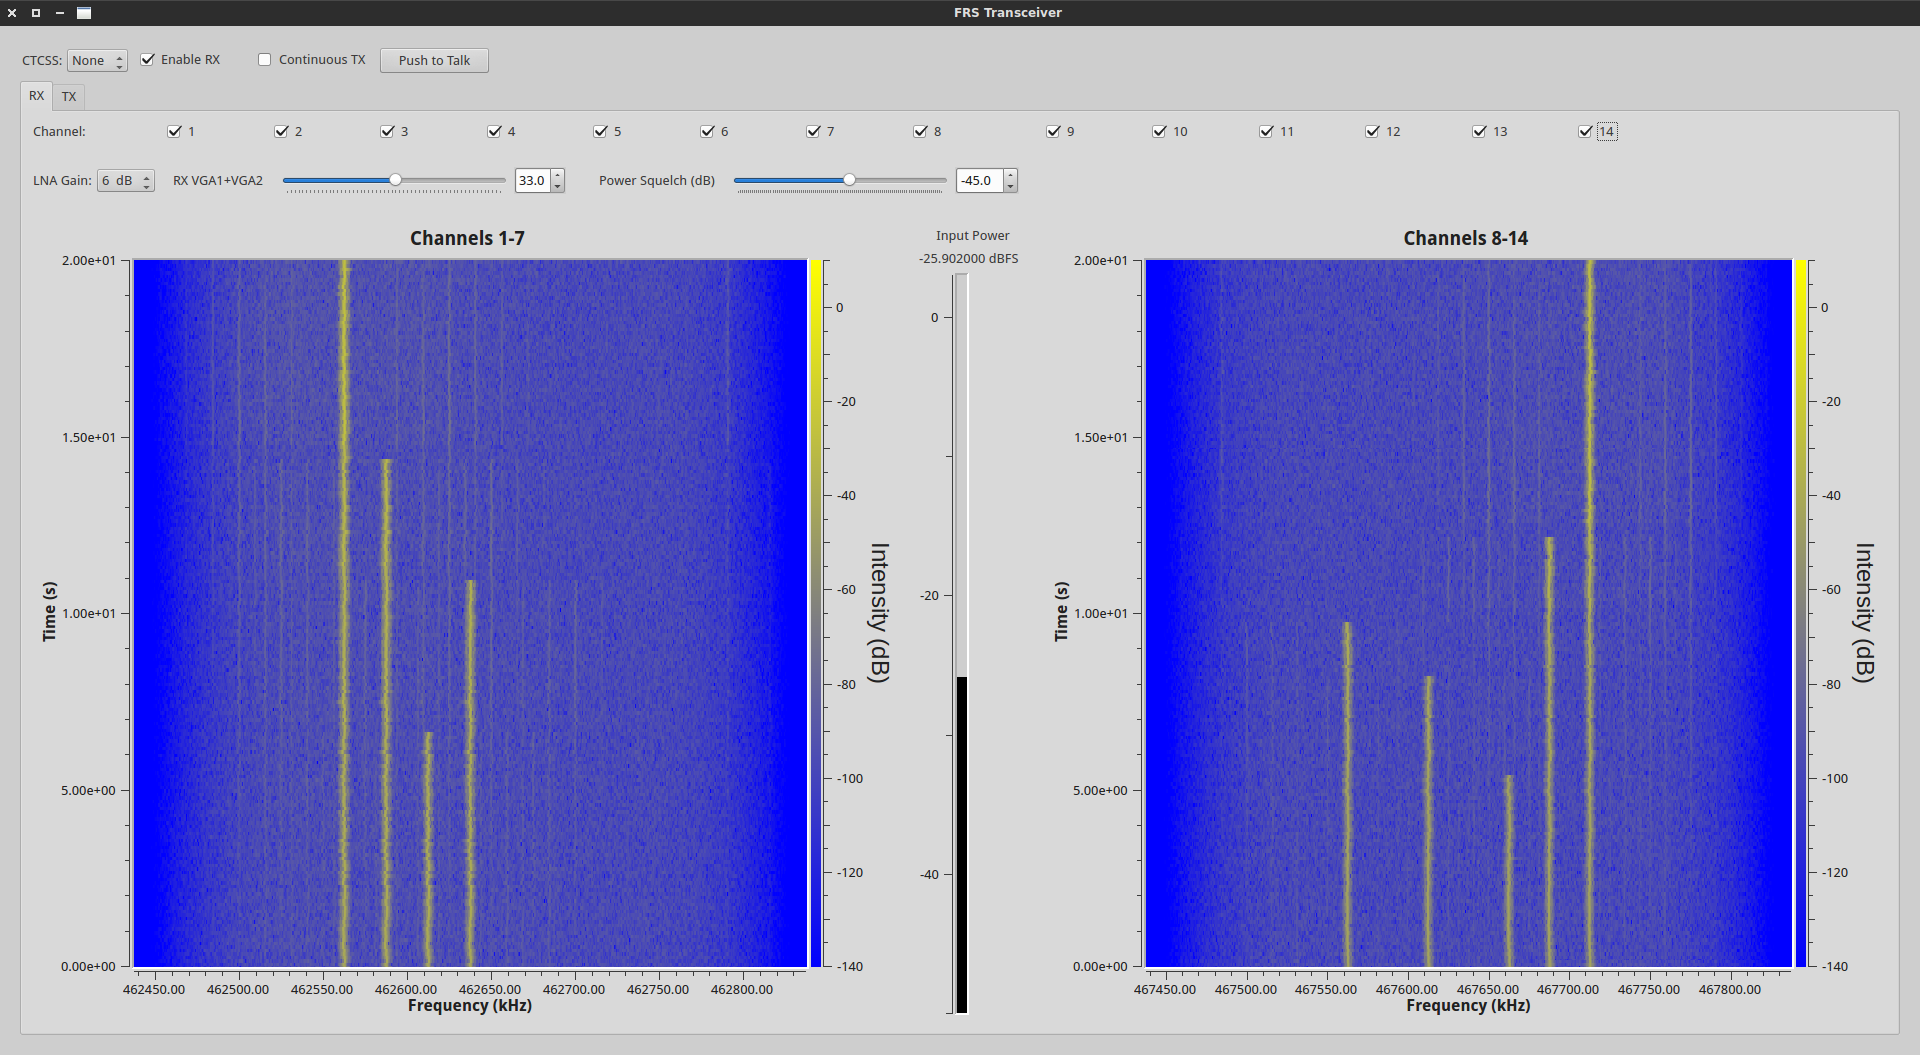 FRS Transceiver
CTCSS: None Enable RX Continuous TX Push to Talk
RX TX
Channel: 1 2 3 4 5 6 7 8 9 10 11 12 13 14
LNA Gain: 6 dB RX VGA1+VGA2 33.0 Power Squelch (dB) -45.0
Channels 1-7
2.00e+01
1.50e+01
1.00e+01
5.00e+00
0.00e+00
Time (s)
462450.00 462500.00 462550.00 462600.00 462650.00 462700.00 462750.00 462800.00
Frequency (kHz)
0
-20
-40
-60
-80
-100
-120
-140
Intensity (dB)
Input Power
-25.902000 dBFS
0
-20
-40
Channels 8-14
2.00e+01
1.50e+01
1.00e+01
5.00e+00
0.00e+00
Time (s)
467450.00 467500.00 467550.00 467600.00 467650.00 467700.00 467750.00 467800.00
Frequency (kHz)
0
-20
-40
-60
-80
-100
-120
-140
Intensity (dB)